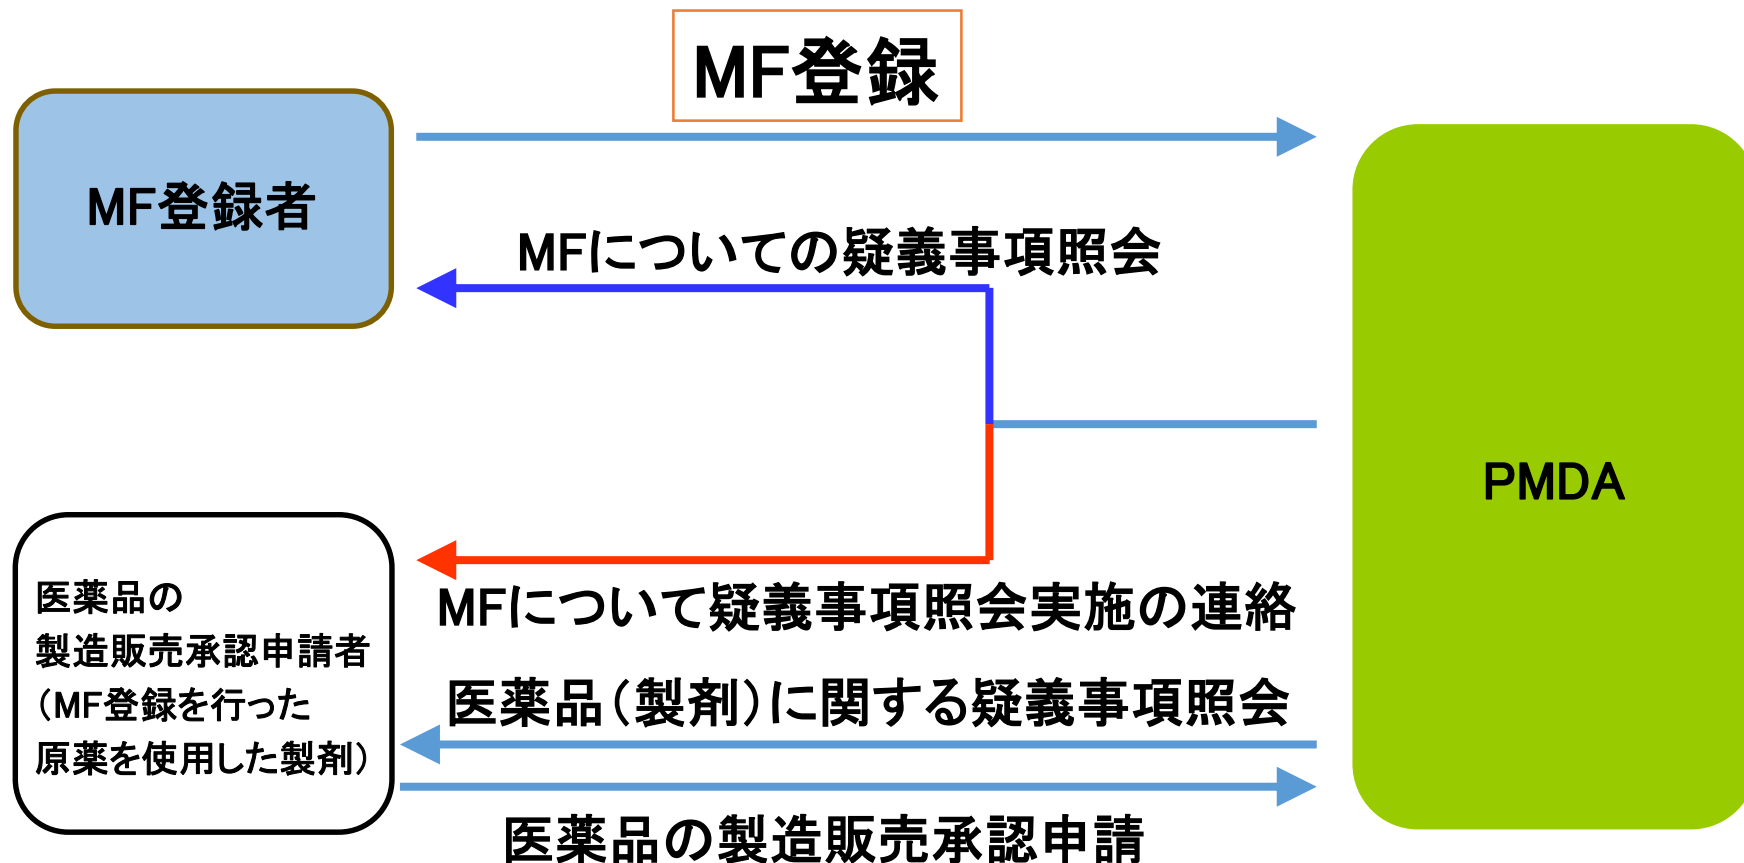 MF登録
MF登録者
MFについての疑義事項照会
PMDA
医薬品の
製造販売承認申請者
（MF登録を行った
原薬を使用した製剤）
MFについて疑義事項照会実施の連絡
医薬品（製剤）に関する疑義事項照会
医薬品の製造販売承認申請